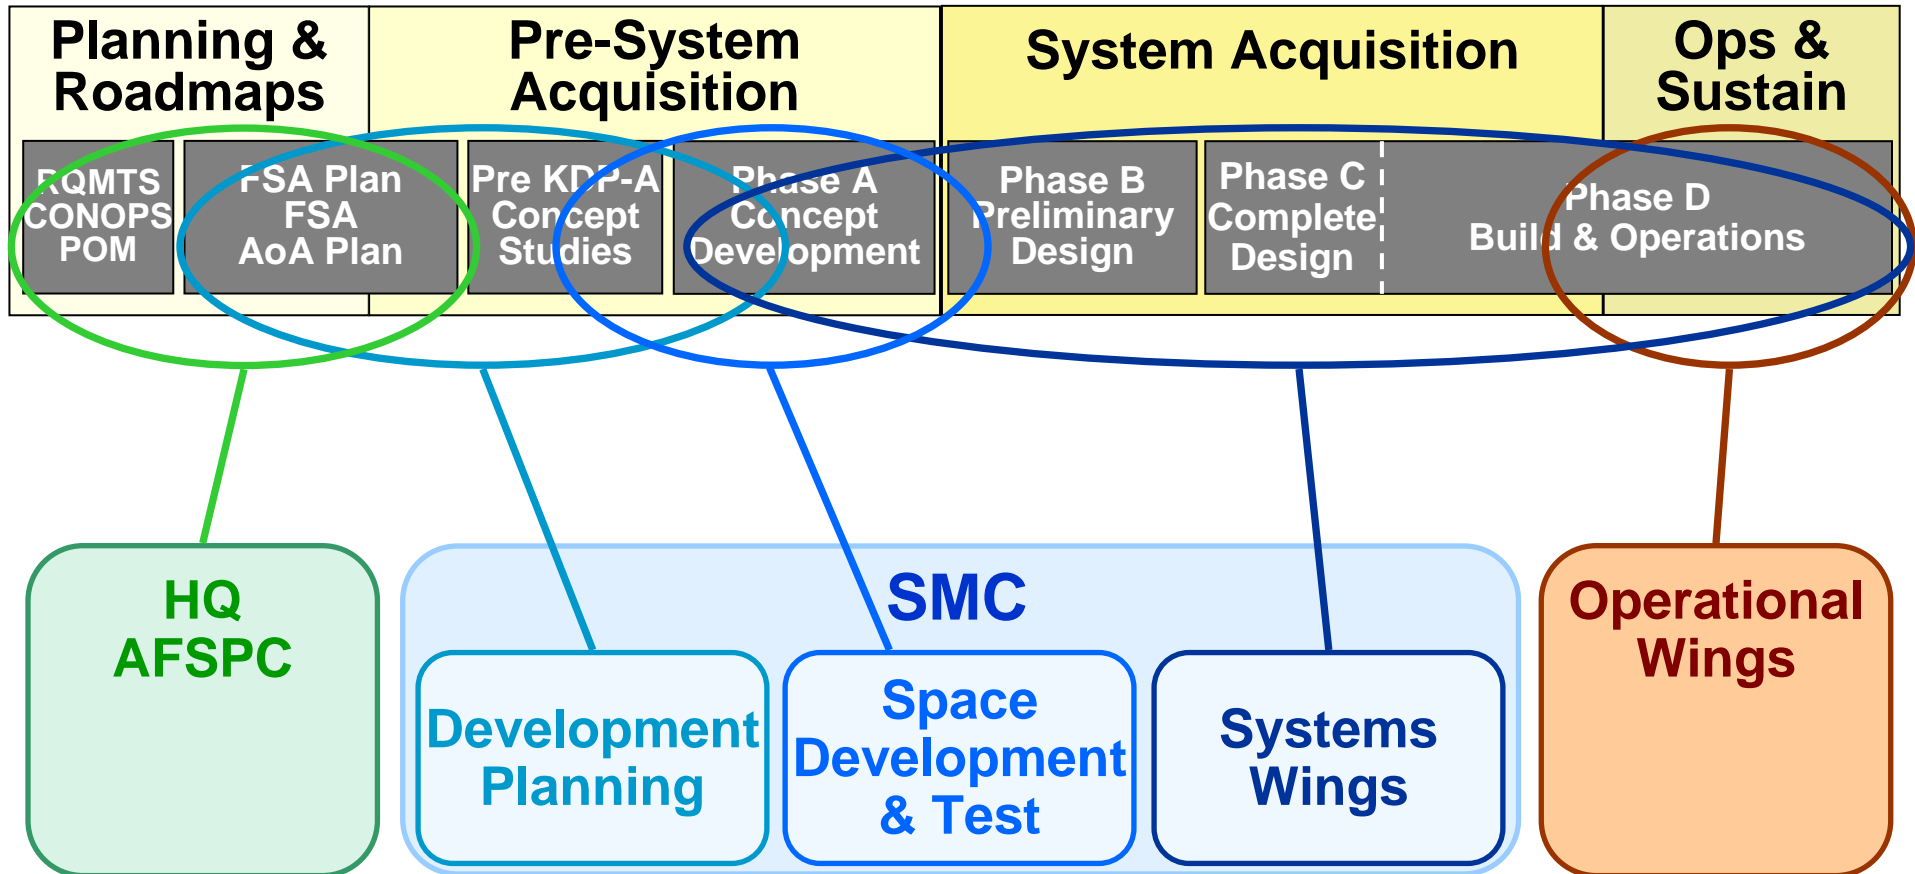 Planning &
Roadmaps
Pre-System
Acquisition
System Acquisition
Ops &
Sustain
RQMTS
CONOPS
POM
FSA Plan
FSA
AoA Plan
Pre KDP-A
Concept
Studies
Phase A
Concept
Development
Phase B
Preliminary
Design
Phase C
Complete
Design
Phase D
Build & Operations
HQ
AFSPC
SMC
Development
Planning
Space
Development
& Test
Systems
Wings
Operational
Wings